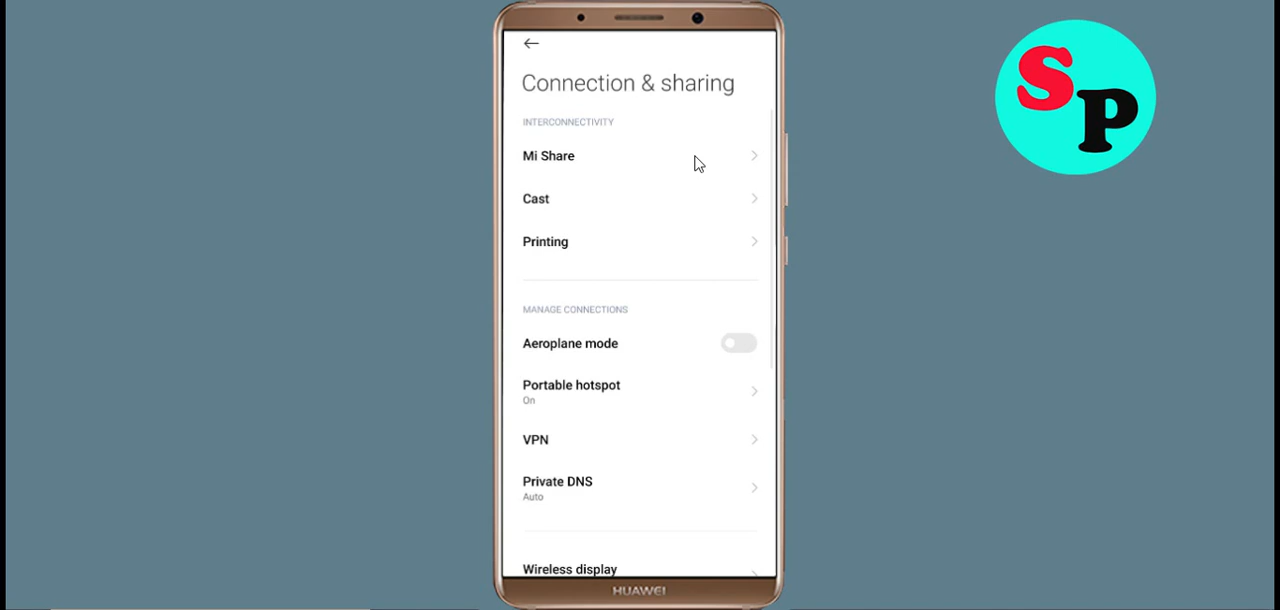 S
P
Connection & sharing
INTERCONNECTIVITY
Mi Share
Cast
Printing
MANAGE CONNECTIONS
Aeroplane mode
Portable hotspot
On
VPN
Private DNS
Auto
Wireless display
HUAWEI